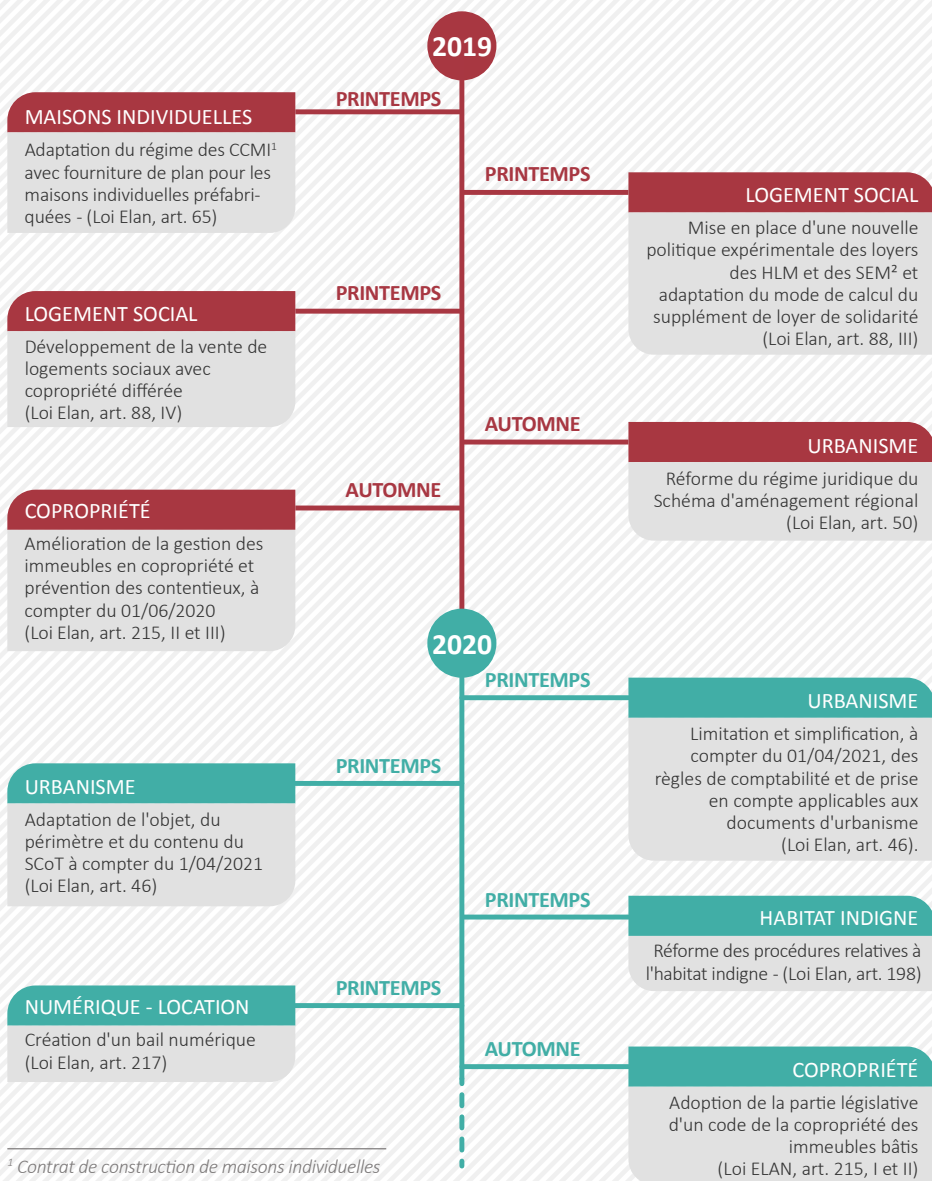 2019
PRINTEMPS
MAISONS INDIVIDUELLES
Adaptation du régime des CCMI¹
avec fourniture de plan pour les
maisons individuelles préfabri-
quées - (Loi Elan, art. 65)
PRINTEMPS
LOGEMENT SOCIAL
Mise en place d'une nouvelle
politique expérimentale des loyers
des HLM et des SEM² et
adaptation du mode de calcul du
supplément de loyer de solidarité
(Loi Elan, art. 88, III)
PRINTEMPS
LOGEMENT SOCIAL
Développement de la vente de
logements sociaux avec
copropriété différée
(Loi Elan, art. 88, IV)
AUTOMNE
URBANISME
Réforme du régime juridique du
Schéma d'aménagement régional
(Loi Elan, art. 50)
AUTOMNE
COPROPRIÉTÉ
Amélioration de la gestion des
immeubles en copropriété et
prévention des contentieux, à
compter du 01/06/2020
(Loi Elan, art. 215, II et III)
2020
PRINTEMPS
URBANISME
Limitation et simplification, à
compter du 01/04/2021, des
règles de comptabilité et de prise
en compte applicables aux
documents d'urbanisme
(Loi Elan, art. 46).
PRINTEMPS
URBANISME
Adaptation de l'objet, du
périmètre et du contenu du
SCoT à compter du 1/04/2021
(Loi Elan, art. 46)
PRINTEMPS
HABITAT INDIGNE
Réforme des procédures relatives à
l'habitat indigne - (Loi Elan, art. 198)
PRINTEMPS
NUMÉRIQUE - LOCATION
Création d'un bail numérique
(Loi Elan, art. 217)
AUTOMNE
COPROPRIÉTÉ
Adoption de la partie législative
d'un code de la copropriété des
immeubles bâtis
(Loi ELAN, art. 215, I et II)
¹ Contrat de construction de maisons individuelles